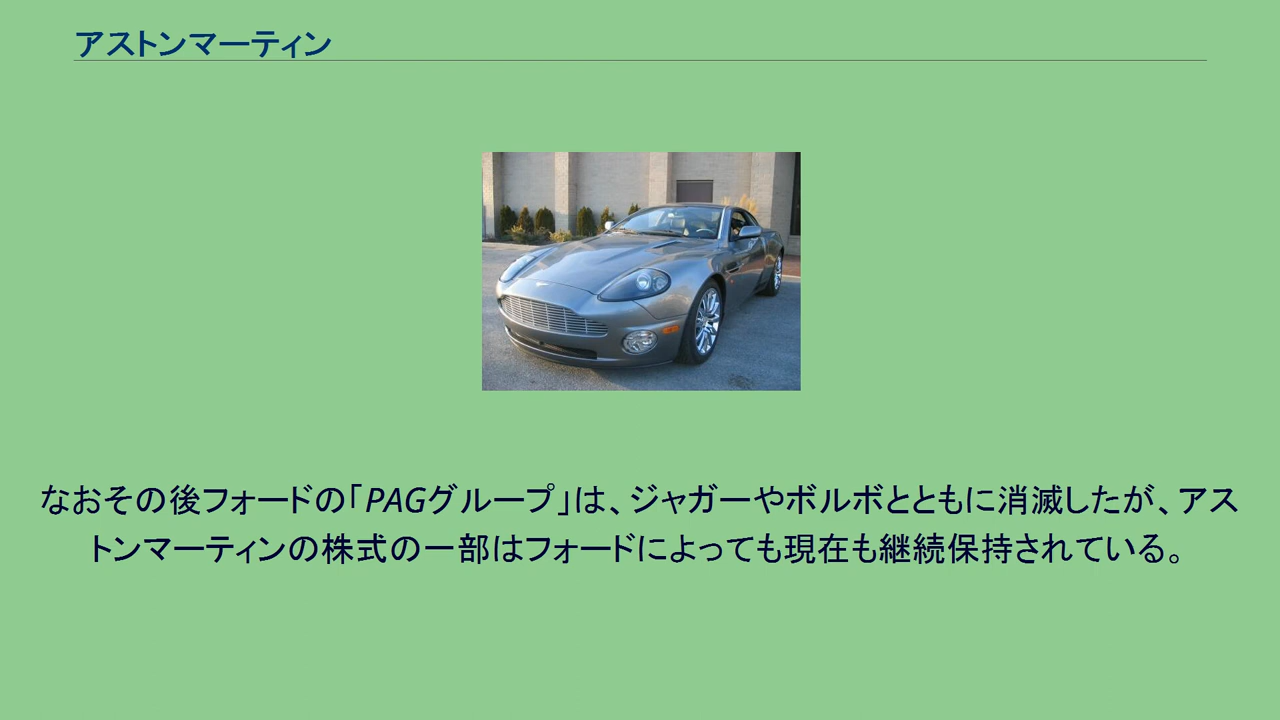 アストンマーティン
なおその後フォードの「PAGグループ」は、ジャガーやボルボとともに消滅したが、アス
トンマーティンの株式の一部はフォードによっても現在も継続保持されている。